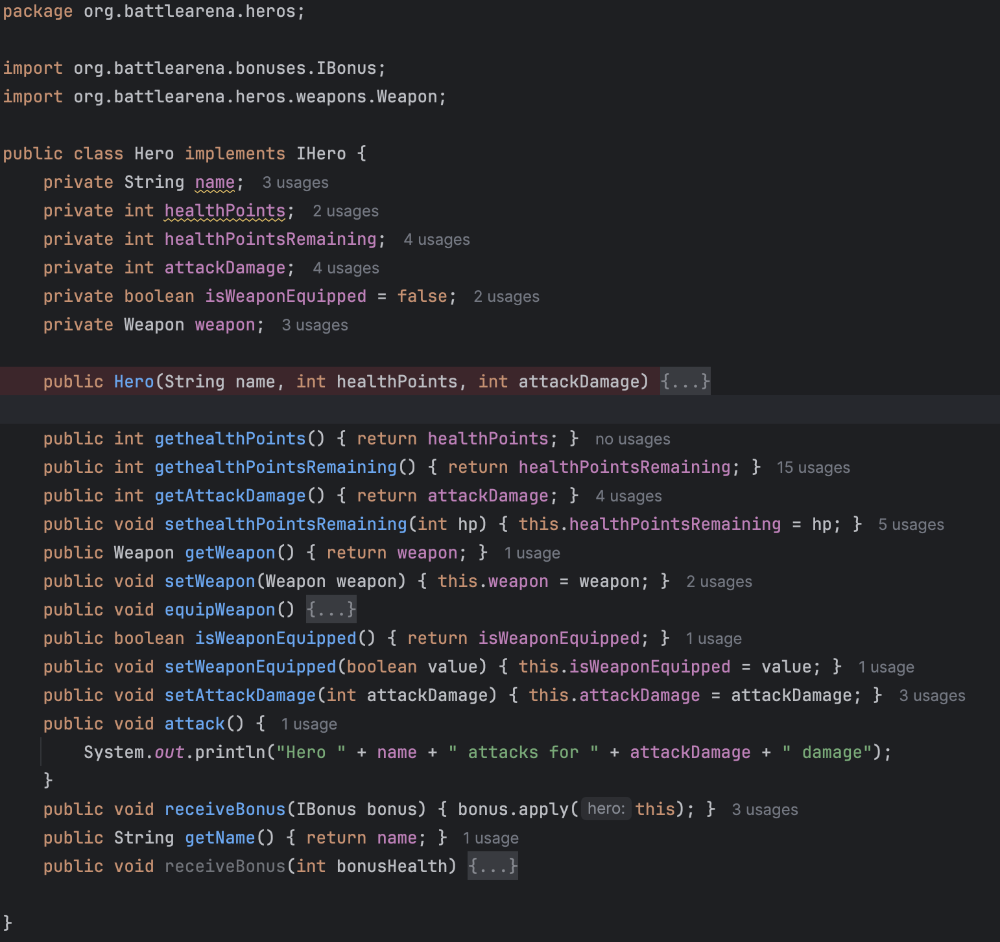 package org.battlearena.heros;
import org.battlearena.bonuses.IBonus;
import org.battlearena.heros.weapons.Weapon;
public class Hero implements IHero {
private String name; 3 usages
private int healthPoints; 2 usages
private int healthPointsRemaining; 4 usages
private int attackDamage; 4 usages
private boolean isWeaponEquipped = false; 2 usages
private Weapon weapon; 3 usages
public Hero(String name, int healthPoints, int attackDamage) {...}
public int gethealthPoints() { return healthPoints; } no usages
public int gethealthPointsRemaining() { return healthPointsRemaining; } 15 usages
public int getAttackDamage() { return attackDamage; } 4 usages
public void sethealthPointsRemaining(int hp) { this.healthPointsRemaining = hp; } 5 usages
public Weapon getWeapon() { return weapon; } 1 usage
public void setWeapon(Weapon weapon) { this.weapon = weapon; } 2 usages
public void equipWeapon() {...}
public boolean isWeaponEquipped() { return isWeaponEquipped; } 1 usage
public void setWeaponEquipped(boolean value) { this.isWeaponEquipped = value; } 1 usage
public void setAttackDamage(int attackDamage) { this.attackDamage = attackDamage; } 3 usages
public void attack() { 1 usage
System.out.println("Hero " + name + " attacks for " + attackDamage + " damage");
}
public void receiveBonus(IBonus bonus) { bonus.apply( hero: this); } 3 usages
public String getName() { return name; } 1 usage
public void receiveBonus(int bonusHealth) {...}
}